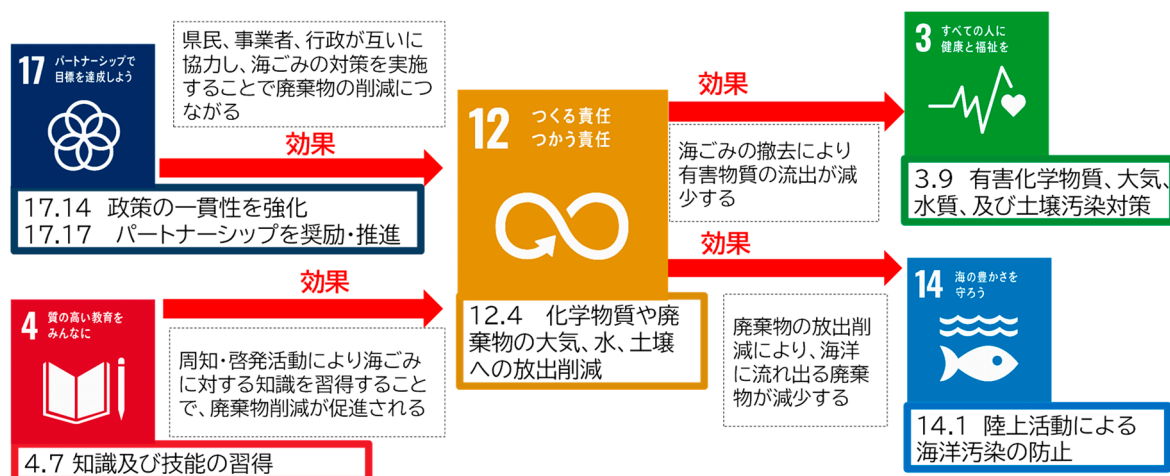 17 パートナーシップで
目標を達成しよう
県民、事業者、行政が互いに
協力し、海ごみの対策を実施
することで廃棄物の削減につ
ながる
効果
17.14 政策の一貫性を強化
17.17 パートナーシップを奨励・推進
4 質の高い教育を
みんなに
効果
周知・啓発活動により海ごみ
に対する知識を習得すること
で、廃棄物削減が促進される
4.7 知識及び技能の習得
12 つくる責任
つかう責任
12.4 化学物質や廃
棄物の大気、水、土壌
への放出削減
効果
海ごみの撤去により
有害物質の流出が減
少する
3 すべての人に
健康と福祉を
3.9 有害化学物質、大気、
水質、及び土壌汚染対策
効果
廃棄物の放出削
減により、海洋
に流れ出る廃棄
物が減少する
14 海の豊かさを
守ろう
14.1 陸上活動による
海洋汚染の防止